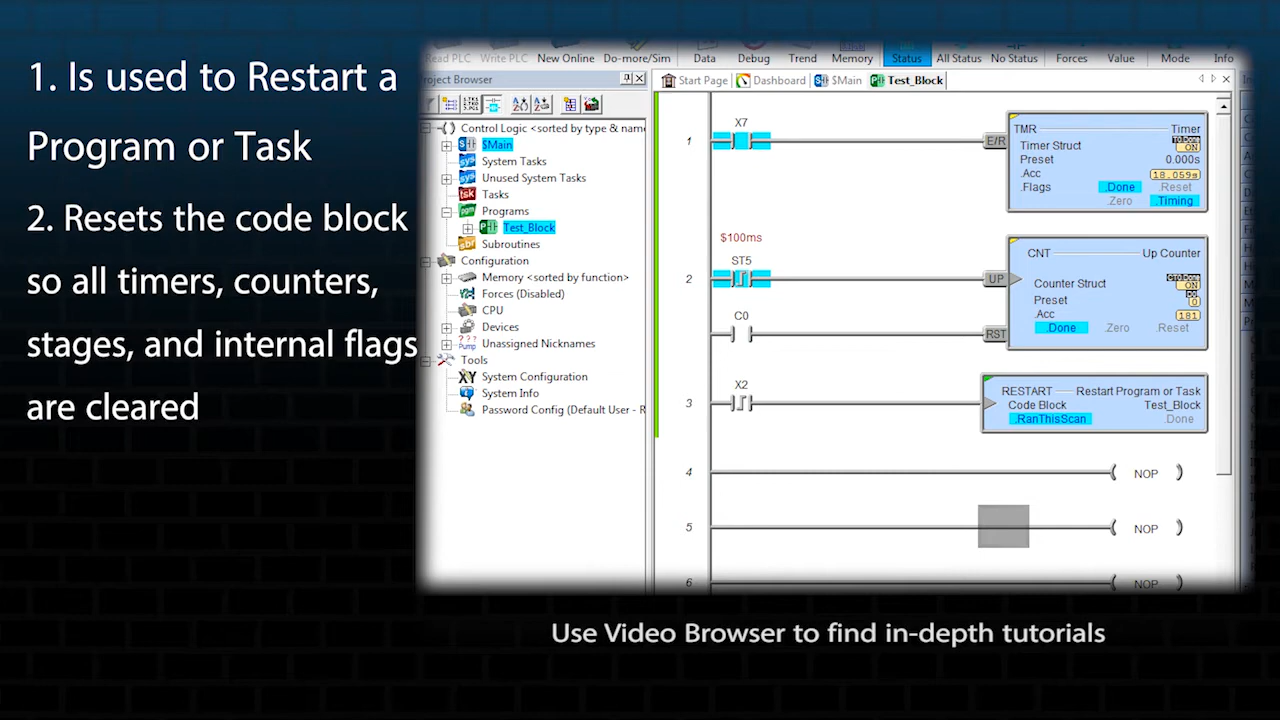 1. Is used to Restart a
Program or Task
2. Resets the code block
so all timers, counters,
stages, and internal flags
are cleared
Read PLC Write PLC New Online Do-more/Sim Data Debug Trend Memory Status All Status No Status Forces Value Mode Info
Project Browser
Start Page Dashboard $Main Test_Block
Control Logic <sorted by type & name
$Main
System Tasks
Unused System Tasks
Tasks
Programs
Test_Block
Subroutines
Configuration
Memory <sorted by function>
Forces (Disabled)
CPU
Devices
Unassigned Nicknames
Tools
System Configuration
System Info
Password Config (Default User - R
1
X7
E/R
TMR Timer
Timer Struct
ON
Preset 0.000s
.Acc 18.059s
.Flags .Done .Reset
.Zero .Timing
$100ms
2
ST5
UP
CNT Up Counter
Counter Struct
ON
Preset 0
.Acc 181
.Done .Zero .Reset
C0
RST
3
X2
RESTART Restart Program or Task
Code Block Test_Block
.RanThisScan .Done
4 NOP
5 NOP
6 NOP
Use Video Browser to find in-depth tutorials